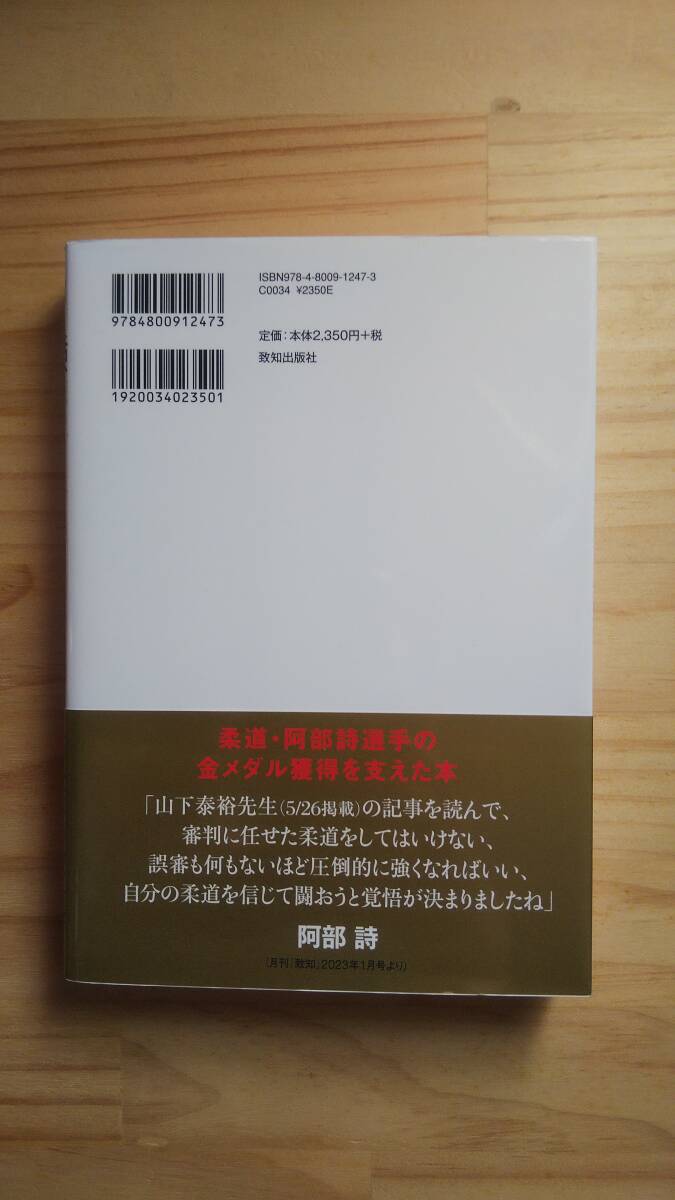 ISBN978-4-8009-1247-3
C0034 ¥2350E
9784800912473
定価:本体2,350円+税
致知出版社
1920034023501
柔道・阿部詩選手の
金メダル獲得を支えた本
「山下泰裕先生(5/26掲載)の記事を読んで、
審判に任せた柔道をしてはいけない、
誤審も何もないほど圧倒的に強くなればいい、
自分の柔道を信じて闘おうと覚悟が決まりましたね」
阿部 詩
(月刊『致知』2023年1月号より)